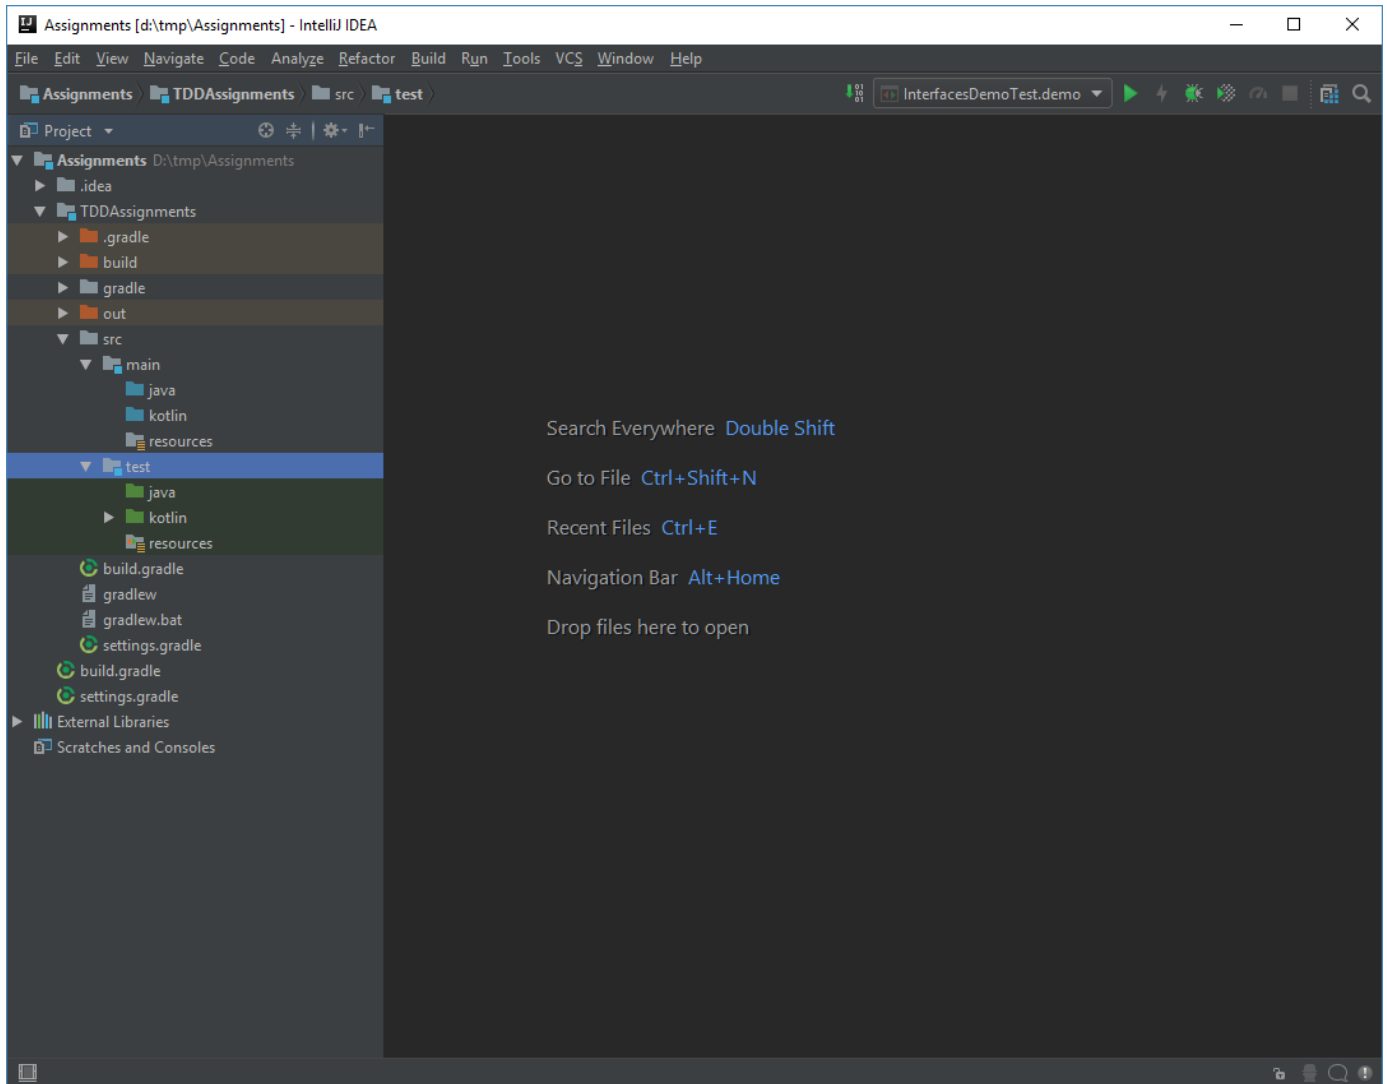 Assignments [d:\tmp\Assignments] - IntelliJ IDEA
File Edit View Navigate Code Analyze Refactor Build Run Tools VCS Window Help
Assignments TDDAssignments src test InterfacesDemoTest.demo
Project
Assignments D:\tmp\Assignments
.idea
TDDAssignments
.gradle
build
gradle
out
src
main
java
kotlin
resources
test
java
kotlin
resources
build.gradle
gradlew
gradlew.bat
settings.gradle
build.gradle
settings.gradle
External Libraries
Scratches and Consoles
Search Everywhere Double Shift
Go to File Ctrl+Shift+N
Recent Files Ctrl+E
Navigation Bar Alt+Home
Drop files here to open